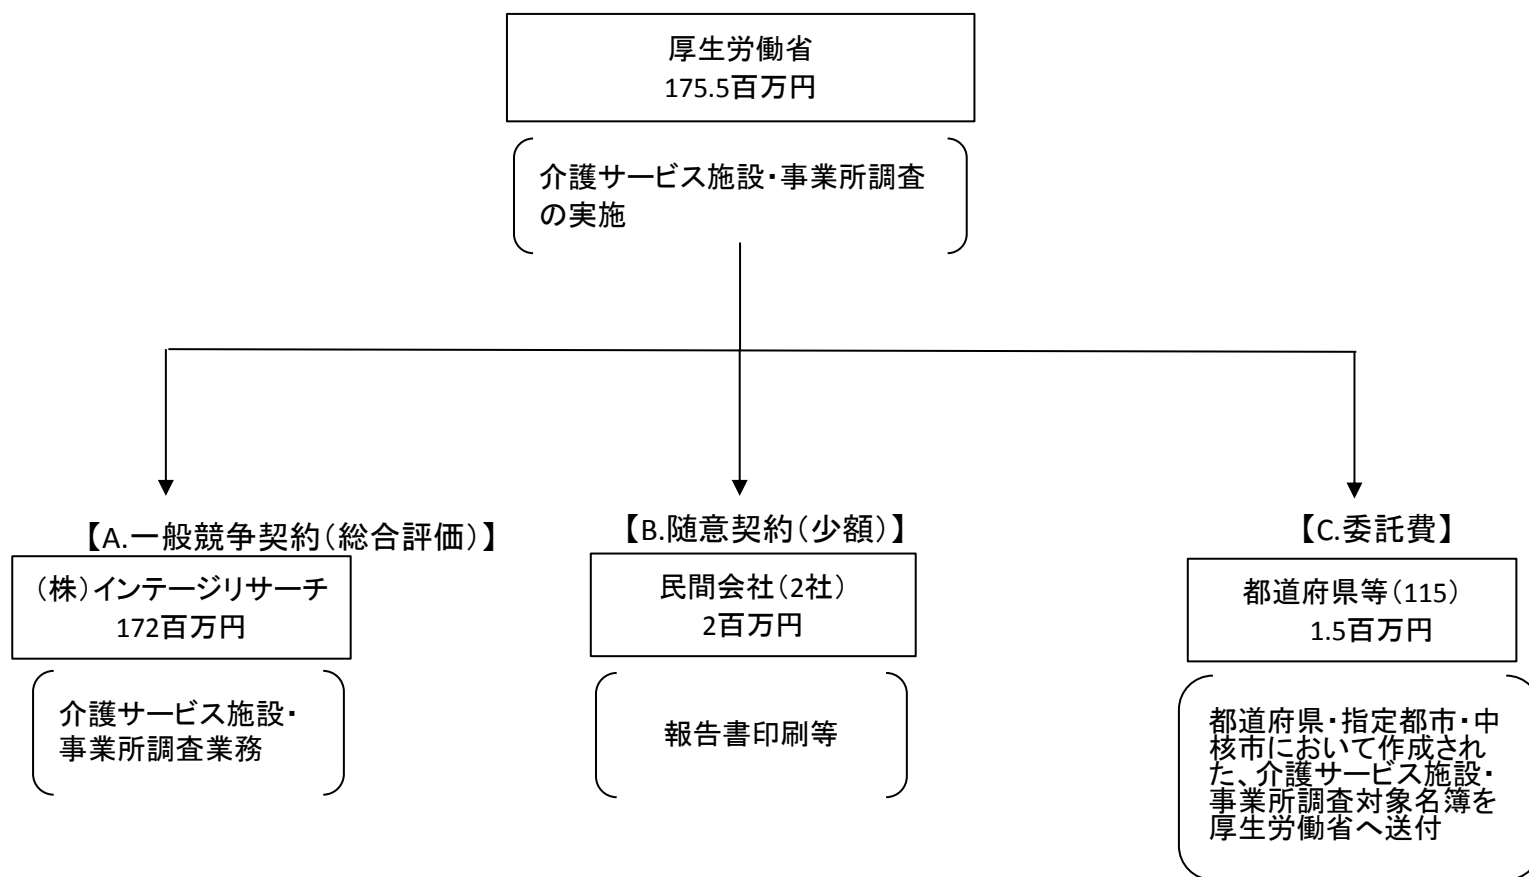 厚生労働省
175.5百万円
介護サービス施設・事業所調査
の実施
【A.一般競争契約(総合評価)】
(株)インテージリサーチ
172百万円
介護サービス施設・
事業所調査業務
【B.随意契約(少額)】
民間会社(2社)
2百万円
報告書印刷等
【C.委託費】
都道府県等(115)
1.5百万円
都道府県・指定都市・中
核市において作成され
た、介護サービス施設・
事業所調査対象名簿を
厚生労働省へ送付